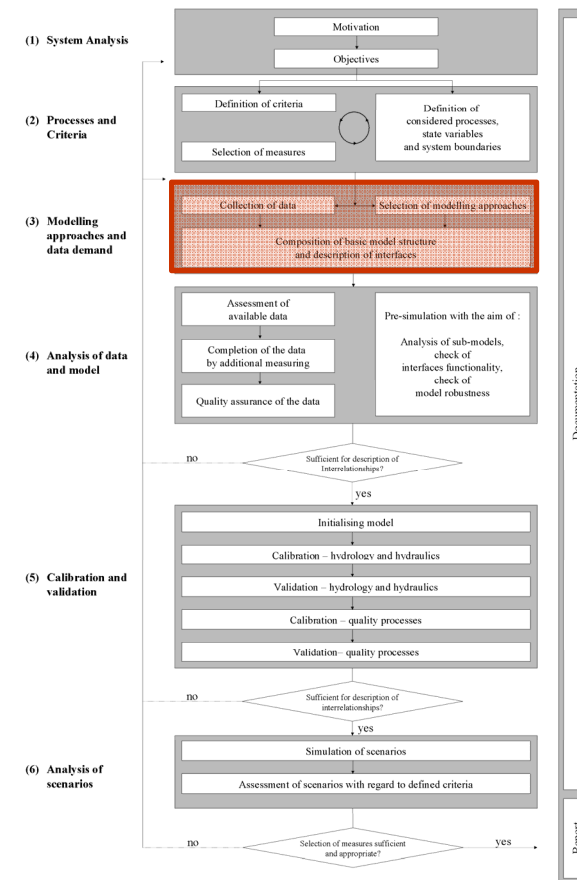 (1) System Analysis
Motivation
Objectives
(2) Processes and
Criteria
Definition of criteria
Selection of measures
Definition of
considered processes,
state variables
and system boundaries
(3) Modelling
approaches and
data demand
Collection of data
Selection of modelling approaches
Composition of basic model structure
and description of interfaces
(4) Analysis of data
and model
Assessment of
available data
Completion of the data
by additional measuring
Quality assurance of the data
Pre-simulation with the aim of :
Analysis of sub-models,
check of
interfaces functionality,
check of
model robustness
no
Sufficient for description of
Interrelationships?
yes
(5) Calibration and
validation
Initialising model
Calibration – hydrology and hydraulics
Validation – hydrology and hydraulics
Calibration – quality processes
Validation– quality processes
no
Sufficient for description of
interrelationships?
yes
(6) Analysis of
scenarios
Simulation of scenarios
Assessment of scenarios with regard to defined criteria
no
Selection of measures sufficient
and appropriate?
yes
Documentation
Report